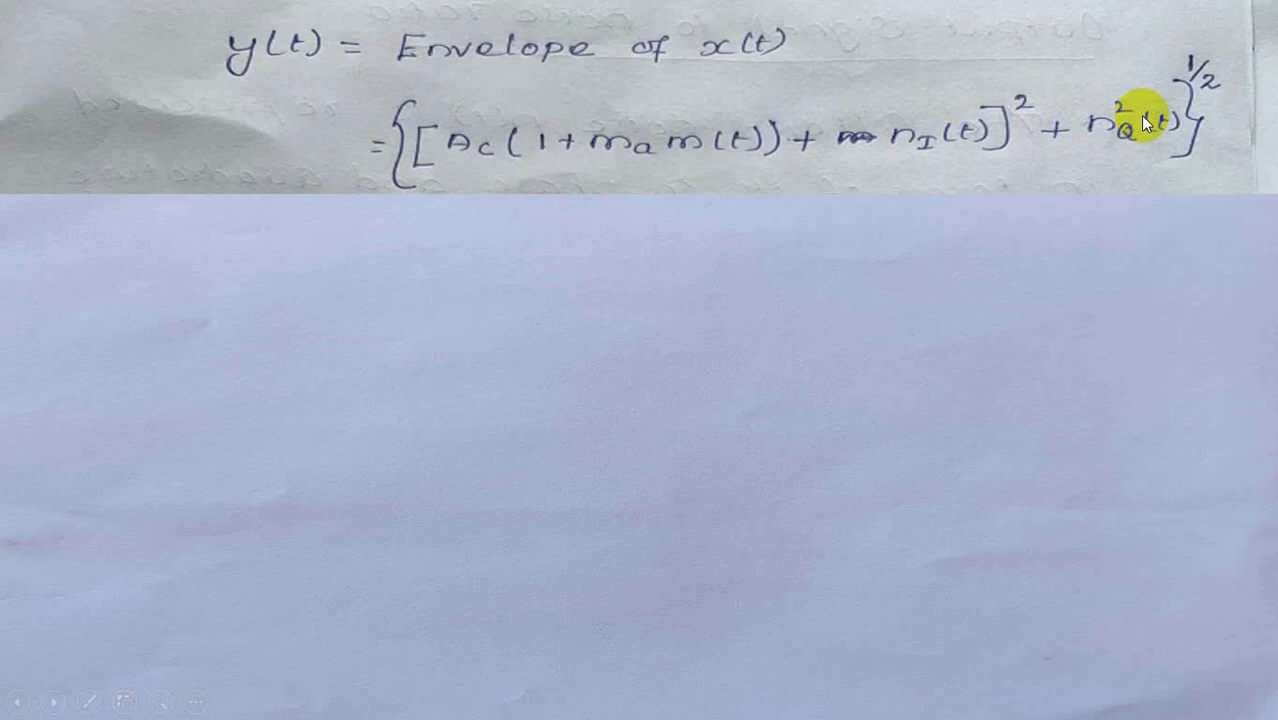 y(t) = Envelope of x(t)
= {[Ac(1+ma m(t)) + nI(t)]² + nQ²(t)}^1/2